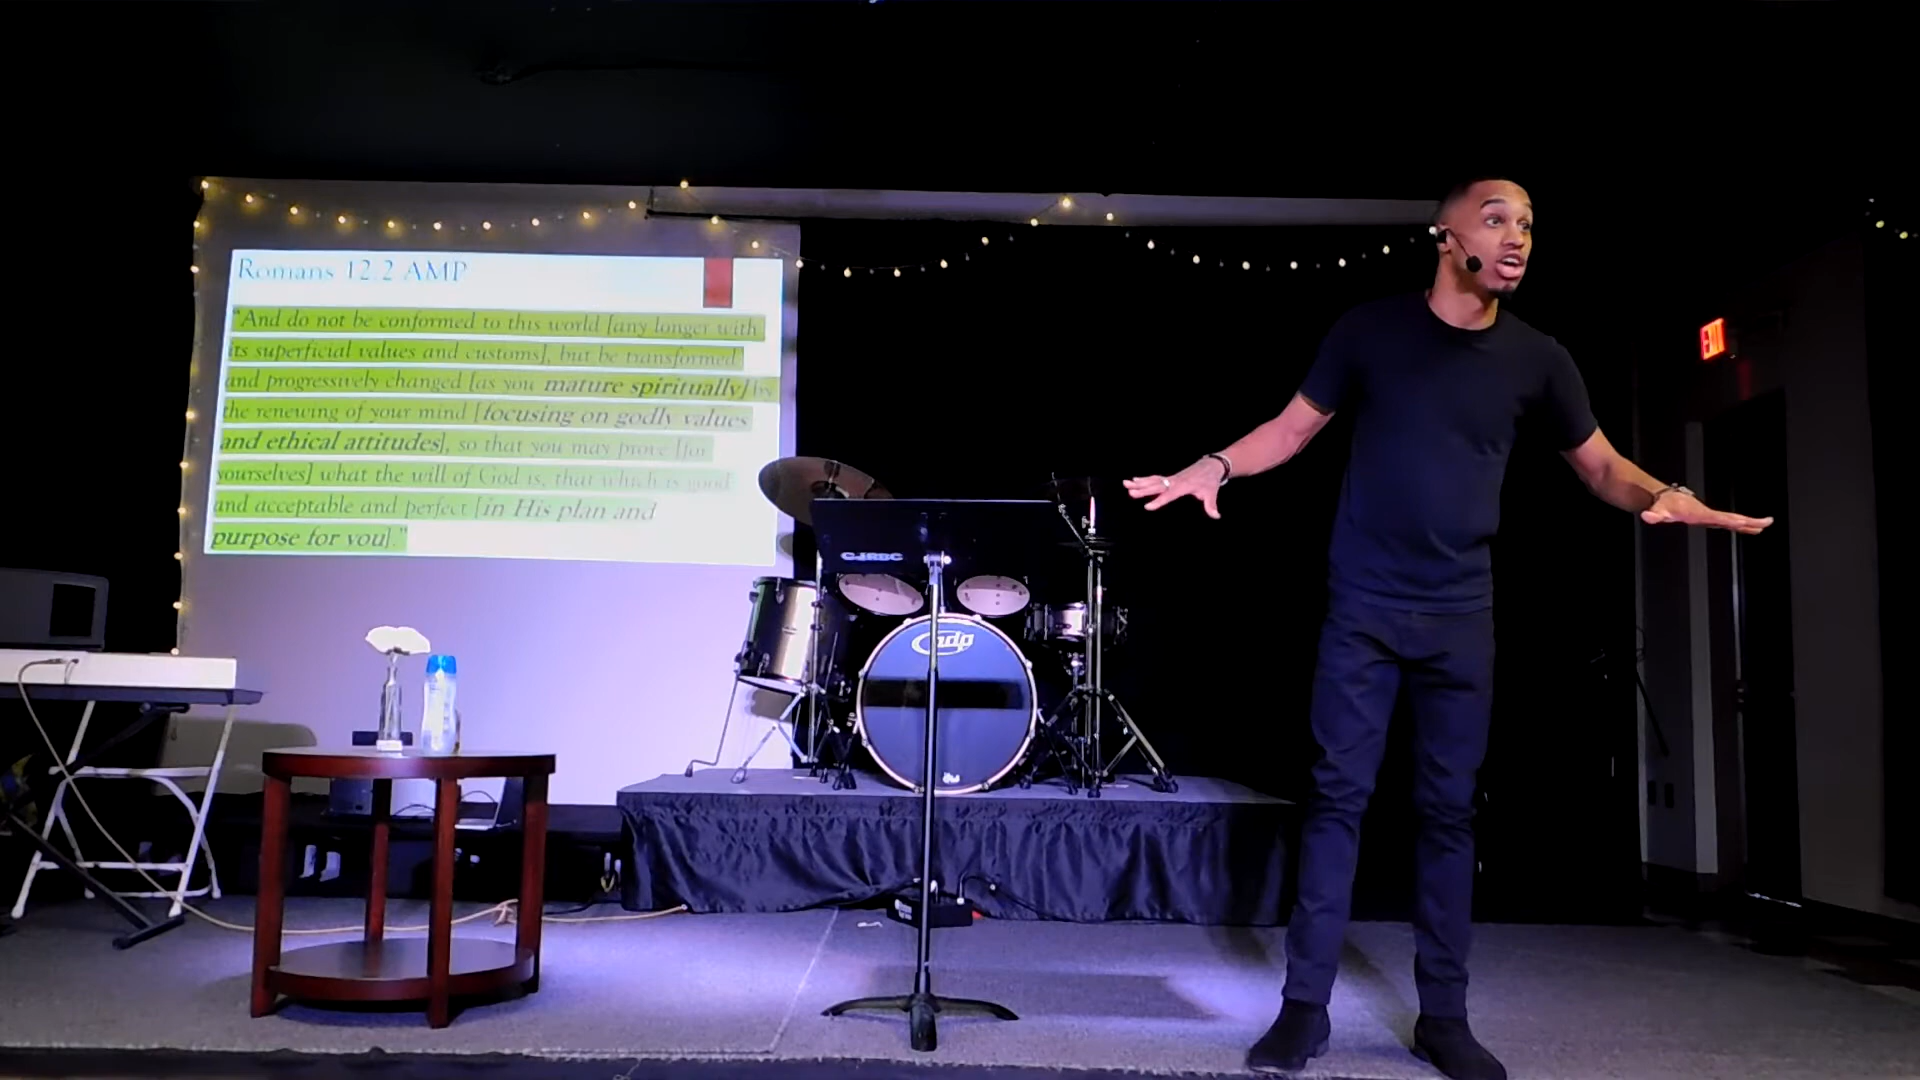 Romans 12.2 AMP
"And do not be conformed to this world [any longer with
its superficial values and customs], but be transformed
and progressively changed [as you mature spiritually] by
the renewing of your mind [focusing on godly values
and ethical attitudes], so that you may prove [for
yourselves] what the will of God is, that which is good
and acceptable and perfect [in His plan and
purpose for you]."
EXIT
CJRBC
pdp